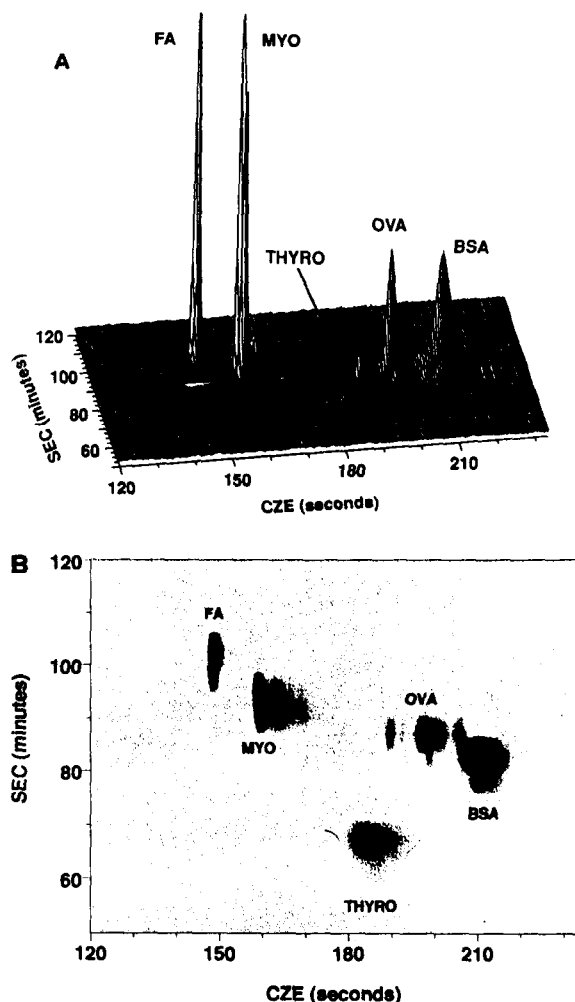 A
FA
MYO
THYRO
OVA
BSA
120
100
80
60
SEC (minutes)
120
150
180
210
CZE (seconds)
B
120
100
80
60
SEC (minutes)
FA
MYO
OVA
BSA
THYRO
120
150
180
210
CZE (seconds)